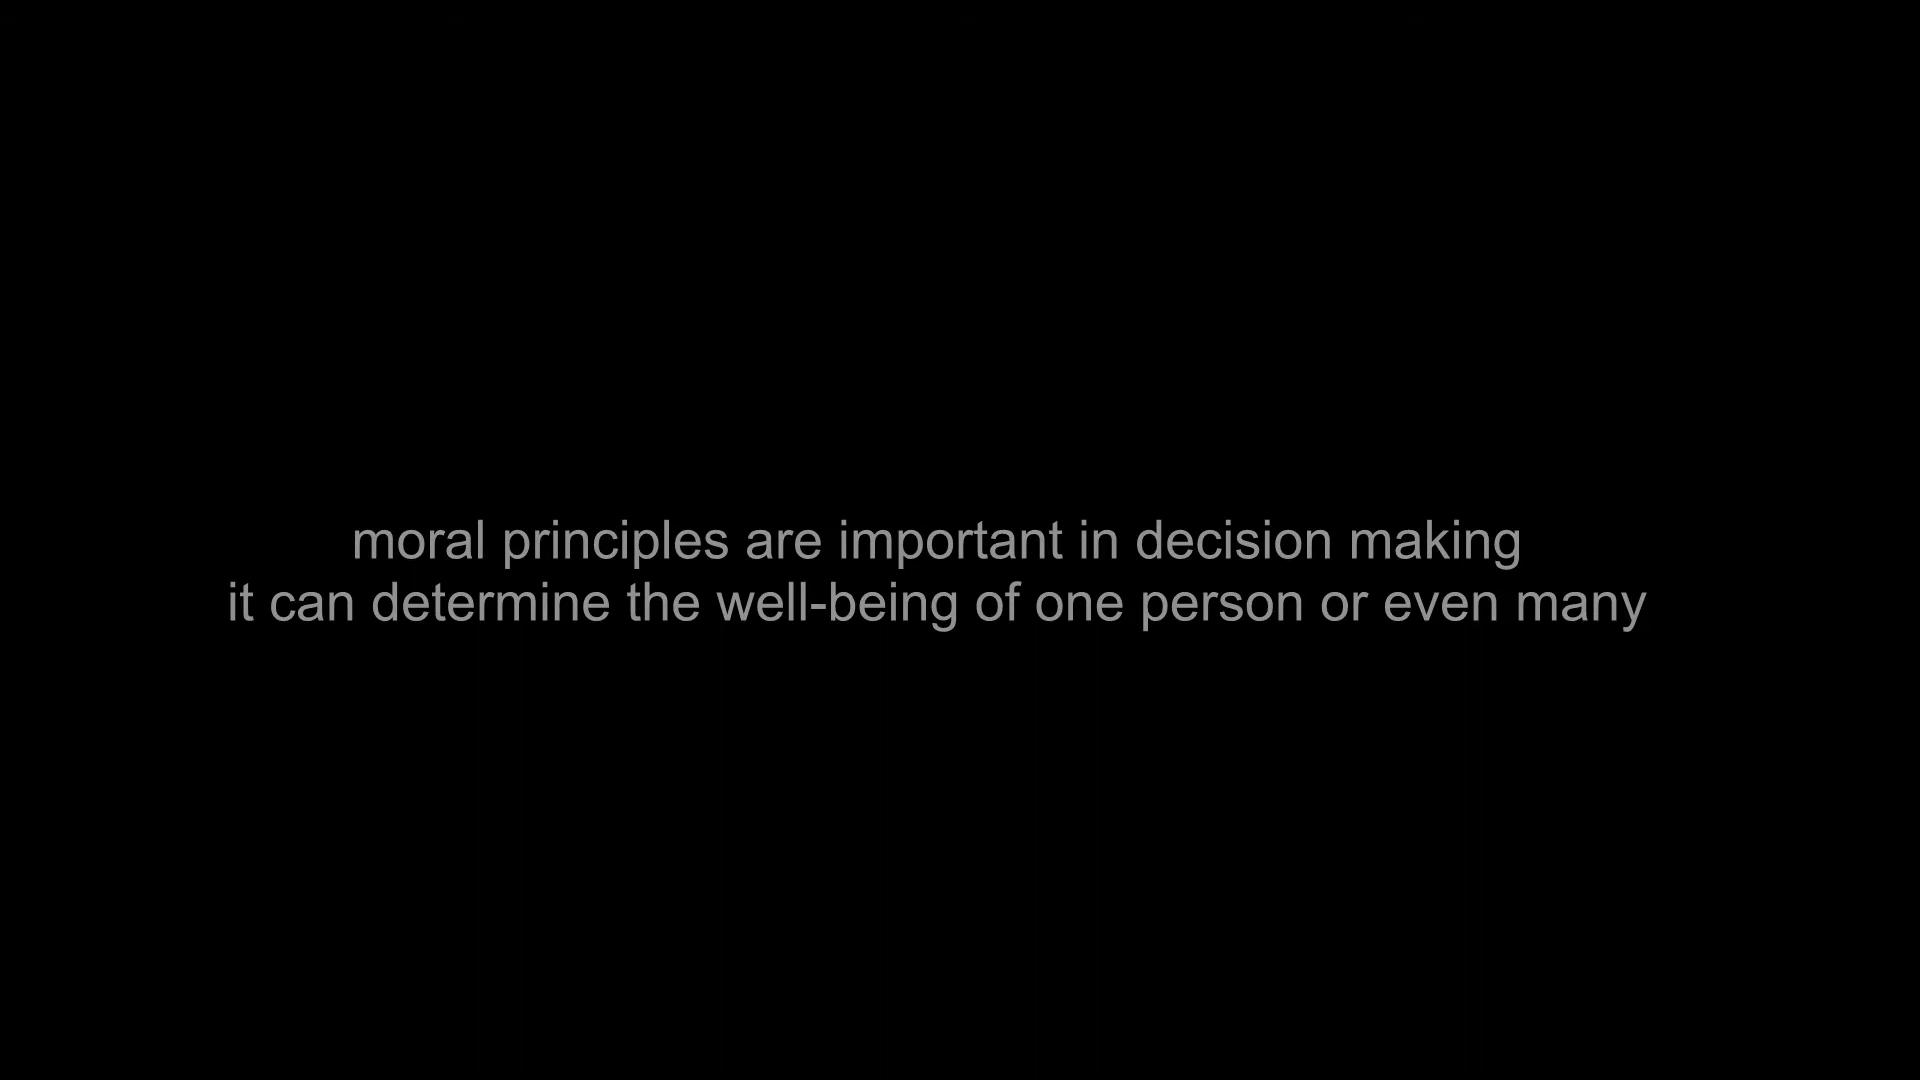 moral principles are important in decision making
it can determine the well-being of one person or even many